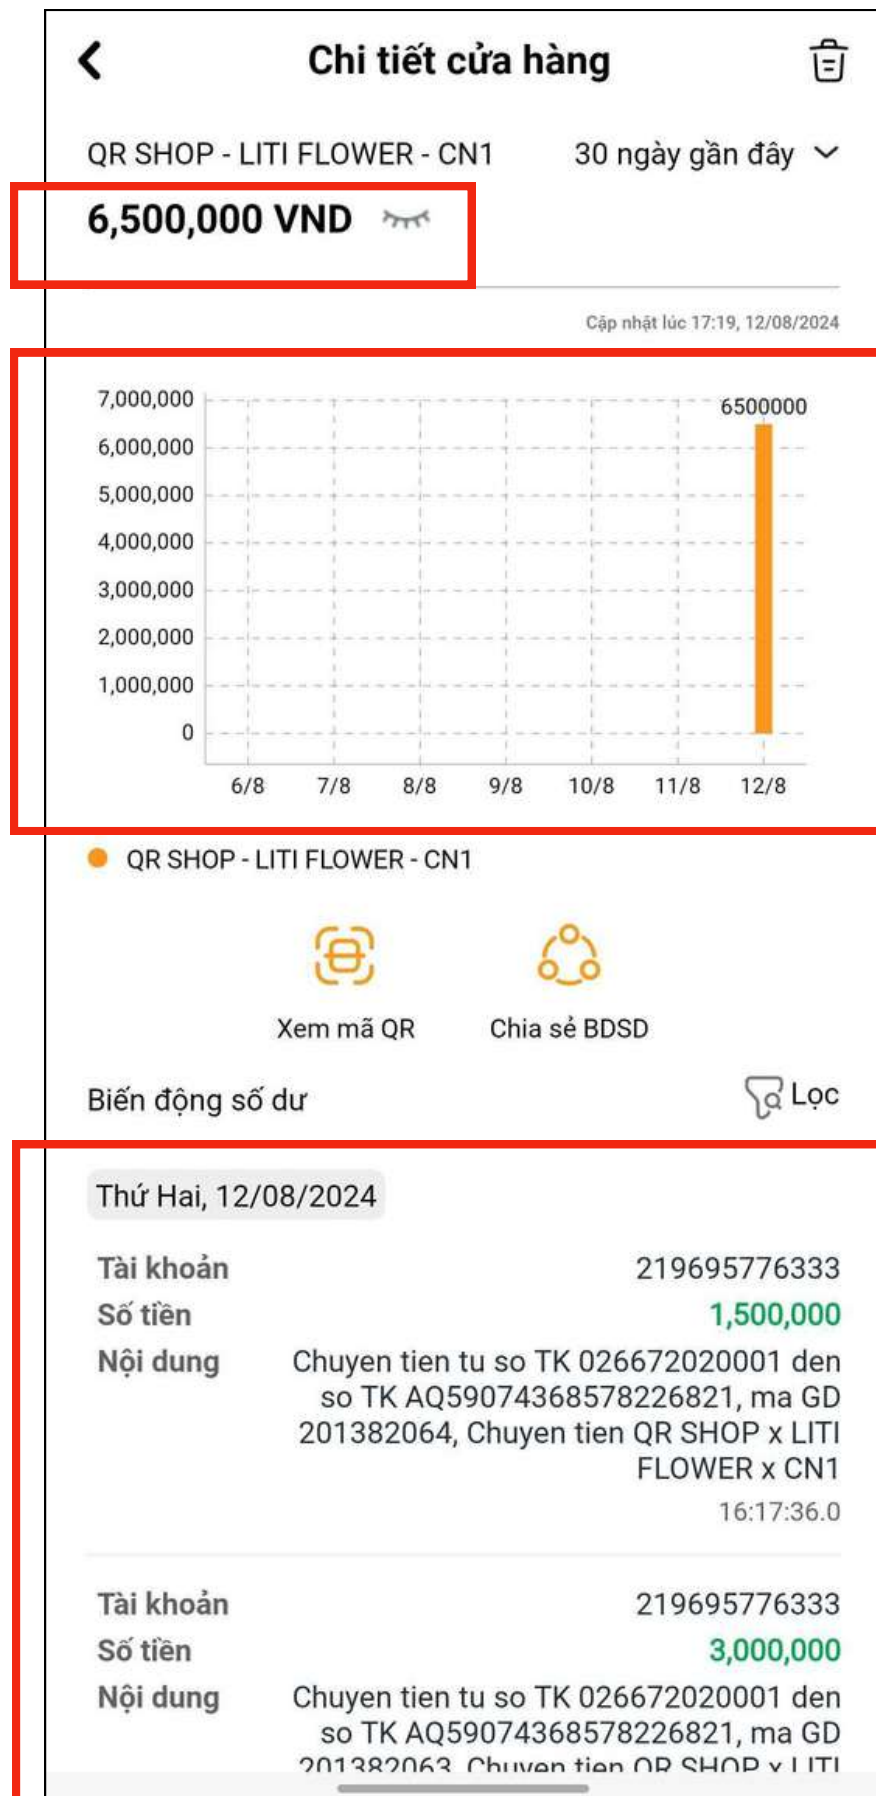 Chi tiết cửa hàng
QR SHOP - LITI FLOWER - CN1
30 ngày gần đây
6,500,000 VND
Cập nhật lúc 17:19, 12/08/2024
7,000,000
6500000
6,000,000
5,000,000
4,000,000
3,000,000
2,000,000
1,000,000
0
6/8 7/8 8/8 9/8 10/8 11/8 12/8
QR SHOP - LITI FLOWER - CN1
Xem mã QR
Chia sẻ BDSD
Biến động số dư
Lọc
Thứ Hai, 12/08/2024
Tài khoản 219695776333
Số tiền 1,500,000
Nội dung Chuyen tien tu so TK 026672020001 den
so TK AQ59074368578226821, ma GD
201382064, Chuyen tien QR SHOP x LITI
FLOWER x CN1
16:17:36.0
Tài khoản 219695776333
Số tiền 3,000,000
Nội dung Chuyen tien tu so TK 026672020001 den
so TK AQ59074368578226821, ma GD
201382063, Chuyen tien QR SHOP x LITI